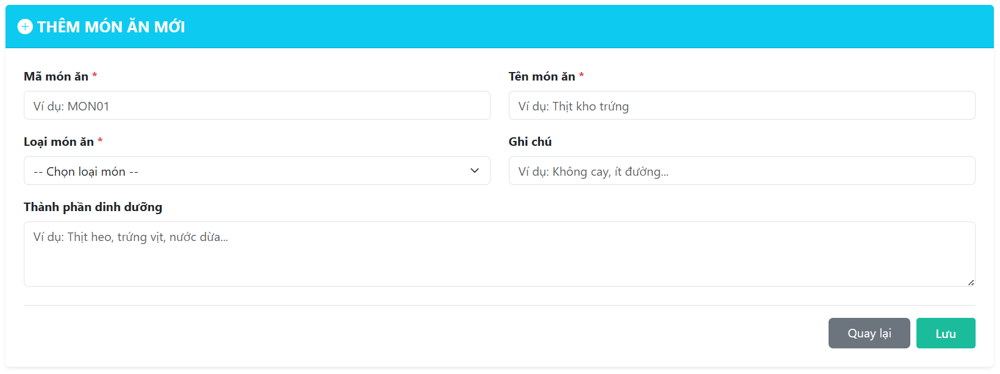 THÊM MÓN ĂN MỚI
Mã món ăn *
Ví dụ: MON01
Tên món ăn *
Ví dụ: Thịt kho trứng
Loại món ăn *
-- Chọn loại món --
Ghi chú
Ví dụ: Không cay, ít đường...
Thành phần dinh dưỡng
Ví dụ: Thịt heo, trứng vịt, nước dừa...
Quay lại
Lưu